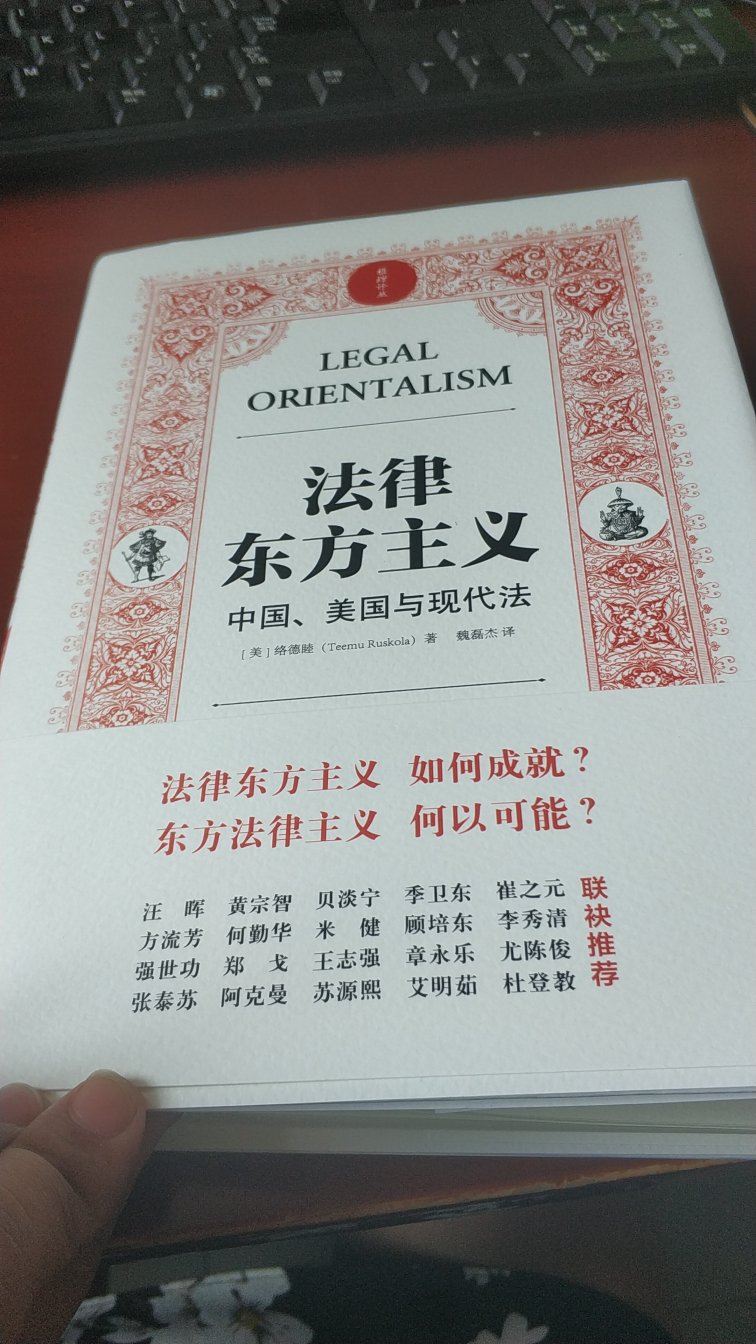 雅理译丛
LEGAL
ORIENTALISM
法律
东方主义
中国、美国与现代法
[美] 络德睦（Teemu Ruskola）著 魏磊杰 译
法律东方主义 如何成就？
东方法律主义 何以可能？
汪 晖 黄宗智 贝淡宁 季卫东 崔之元
方流芳 何勤华 米 健 顾培东 李秀清
强世功 郑 戈 王志强 章永乐 尤陈俊
张泰苏 阿克曼 苏源熙 艾明茹 杜登教
联袂推荐